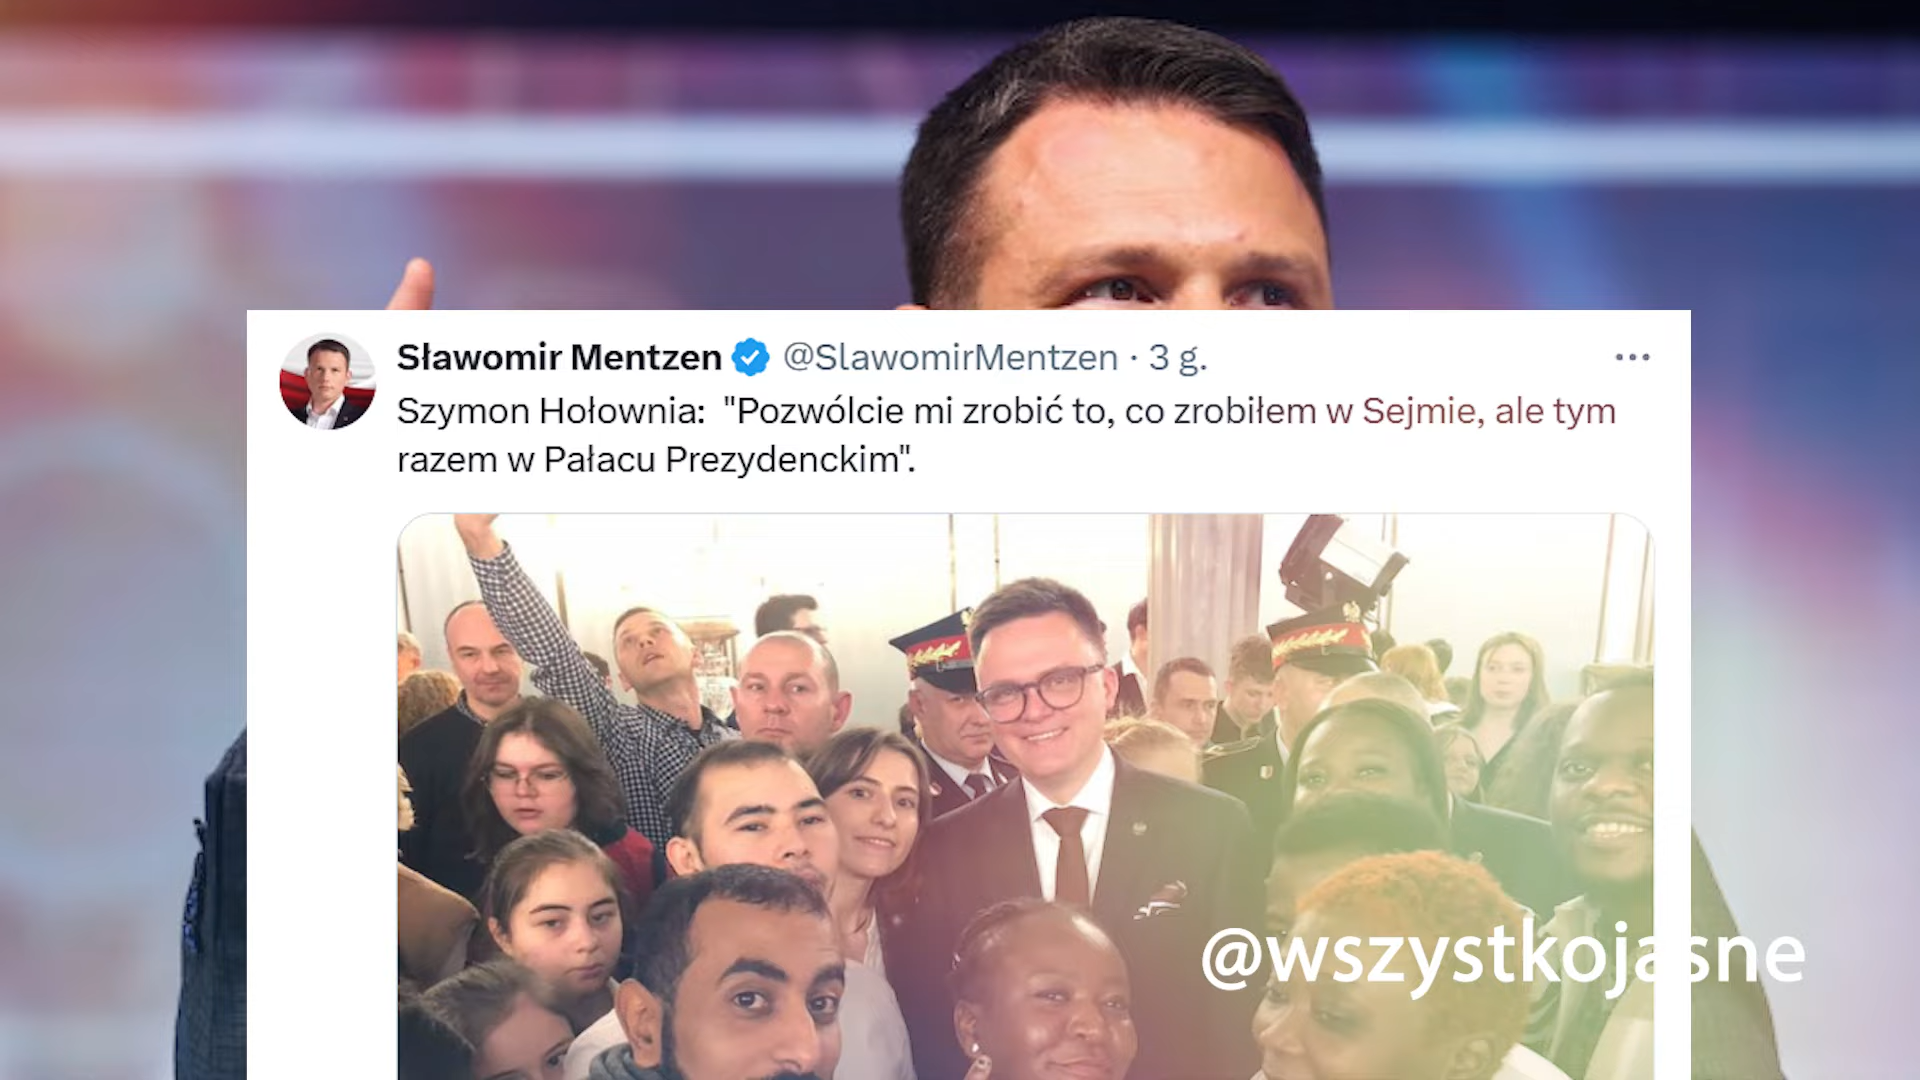 Sławomir Mentzen @SlawomirMentzen · 3 g.
Szymon Hołownia: "Pozwólcie mi zrobić to, co zrobiłem w Sejmie, ale tym
razem w Pałacu Prezydenckim".
@wszystkojasne